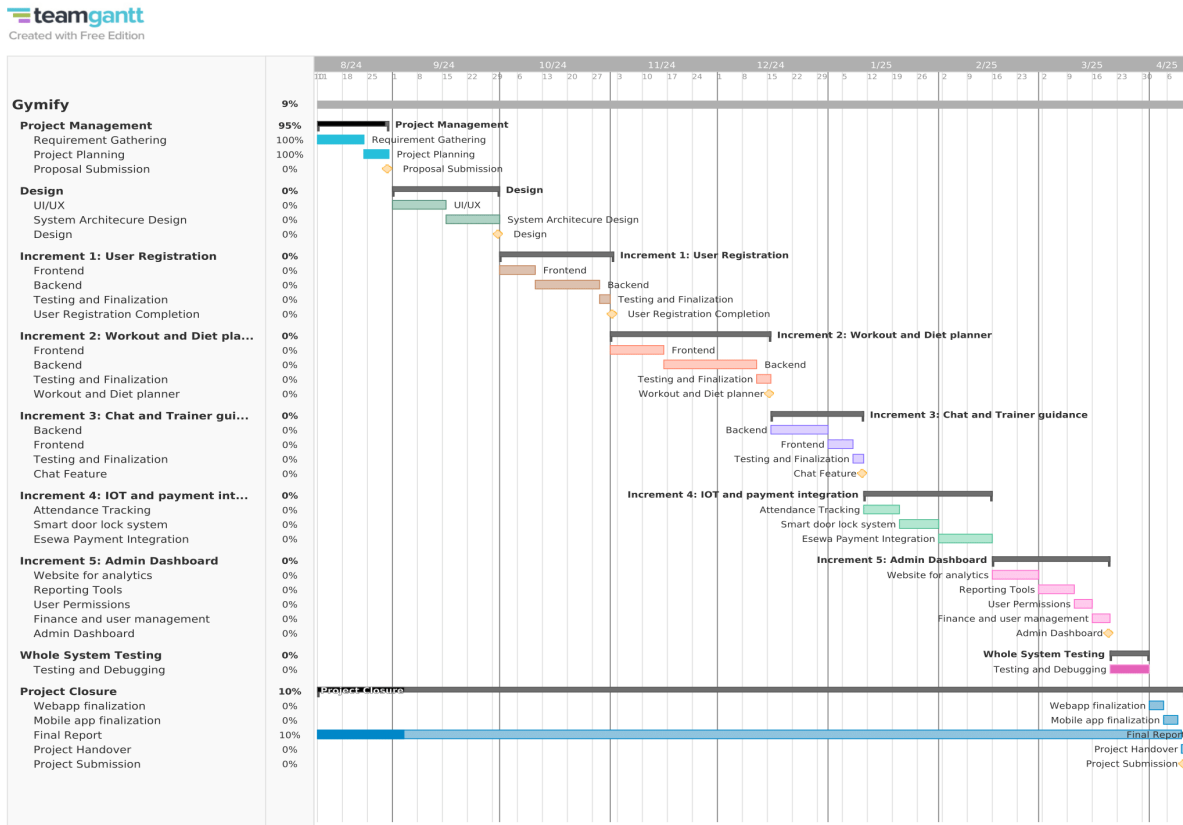 teamgantt
Created with Free Edition
8/24 9/24 10/24 11/24 12/24 1/25 2/25 3/25 4/25
18 25 1 8 15 22 29 6 13 20 27 3 10 17 24 1 8 15 22 29 5 12 19 26 2 9 16 23 2 9 16 23 30 6
Gymify 9%
Project Management 95% Project Management
Requirement Gathering 100% Requirement Gathering
Project Planning 100% Project Planning
Proposal Submission 0% Proposal Submission
Design 0% Design
UI/UX 0% UI/UX
System Architecure Design 0% System Architecure Design
Design 0% Design
Increment 1: User Registration 0% Increment 1: User Registration
Frontend 0% Frontend
Backend 0% Backend
Testing and Finalization 0% Testing and Finalization
User Registration Completion 0% User Registration Completion
Increment 2: Workout and Diet pla... 0% Increment 2: Workout and Diet planner
Frontend 0% Frontend
Backend 0% Backend
Testing and Finalization 0% Testing and Finalization
Workout and Diet planner 0% Workout and Diet planner
Increment 3: Chat and Trainer gui... 0% Increment 3: Chat and Trainer guidance
Backend 0% Backend
Frontend 0% Frontend
Testing and Finalization 0% Testing and Finalization
Chat Feature 0% Chat Feature
Increment 4: IOT and payment int... 0% Increment 4: IOT and payment integration
Attendance Tracking 0% Attendance Tracking
Smart door lock system 0% Smart door lock system
Esewa Payment Integration 0% Esewa Payment Integration
Increment 5: Admin Dashboard 0% Increment 5: Admin Dashboard
Website for analytics 0% Website for analytics
Reporting Tools 0% Reporting Tools
User Permissions 0% User Permissions
Finance and user management 0% Finance and user management
Admin Dashboard 0% Admin Dashboard
Whole System Testing 0% Whole System Testing
Testing and Debugging 0% Testing and Debugging
Project Closure 10% Project Closure
Webapp finalization 0% Webapp finalization
Mobile app finalization 0% Mobile app finalization
Final Report 10% Final Report
Project Handover 0% Project Handover
Project Submission 0% Project Submission